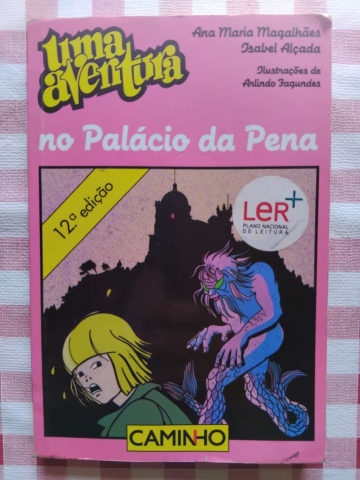 uma
aventura
Ana Maria Magalhães
Isabel Alçada
Ilustrações de
Arlindo Fagundes
no Palácio da Pena
12.ª edição
LeR+
PLANO NACIONAL
DE LEITURA
CAMINHO